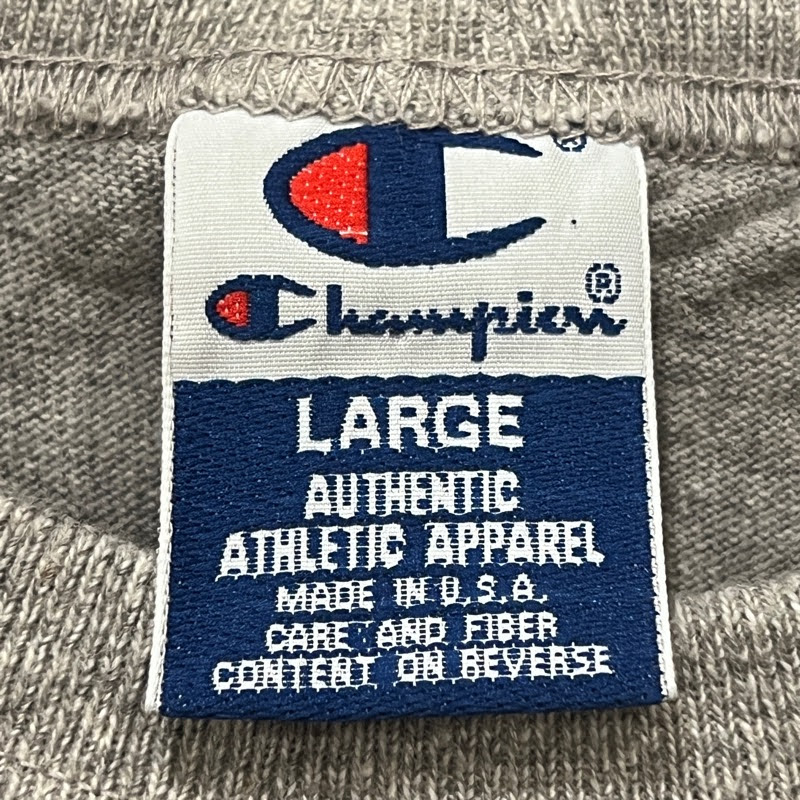 Champion®
LARGE
AUTHENTIC
ATHLETIC APPAREL
MADE IN U.S.A.
CARE AND FIBER
CONTENT ON REVERSE